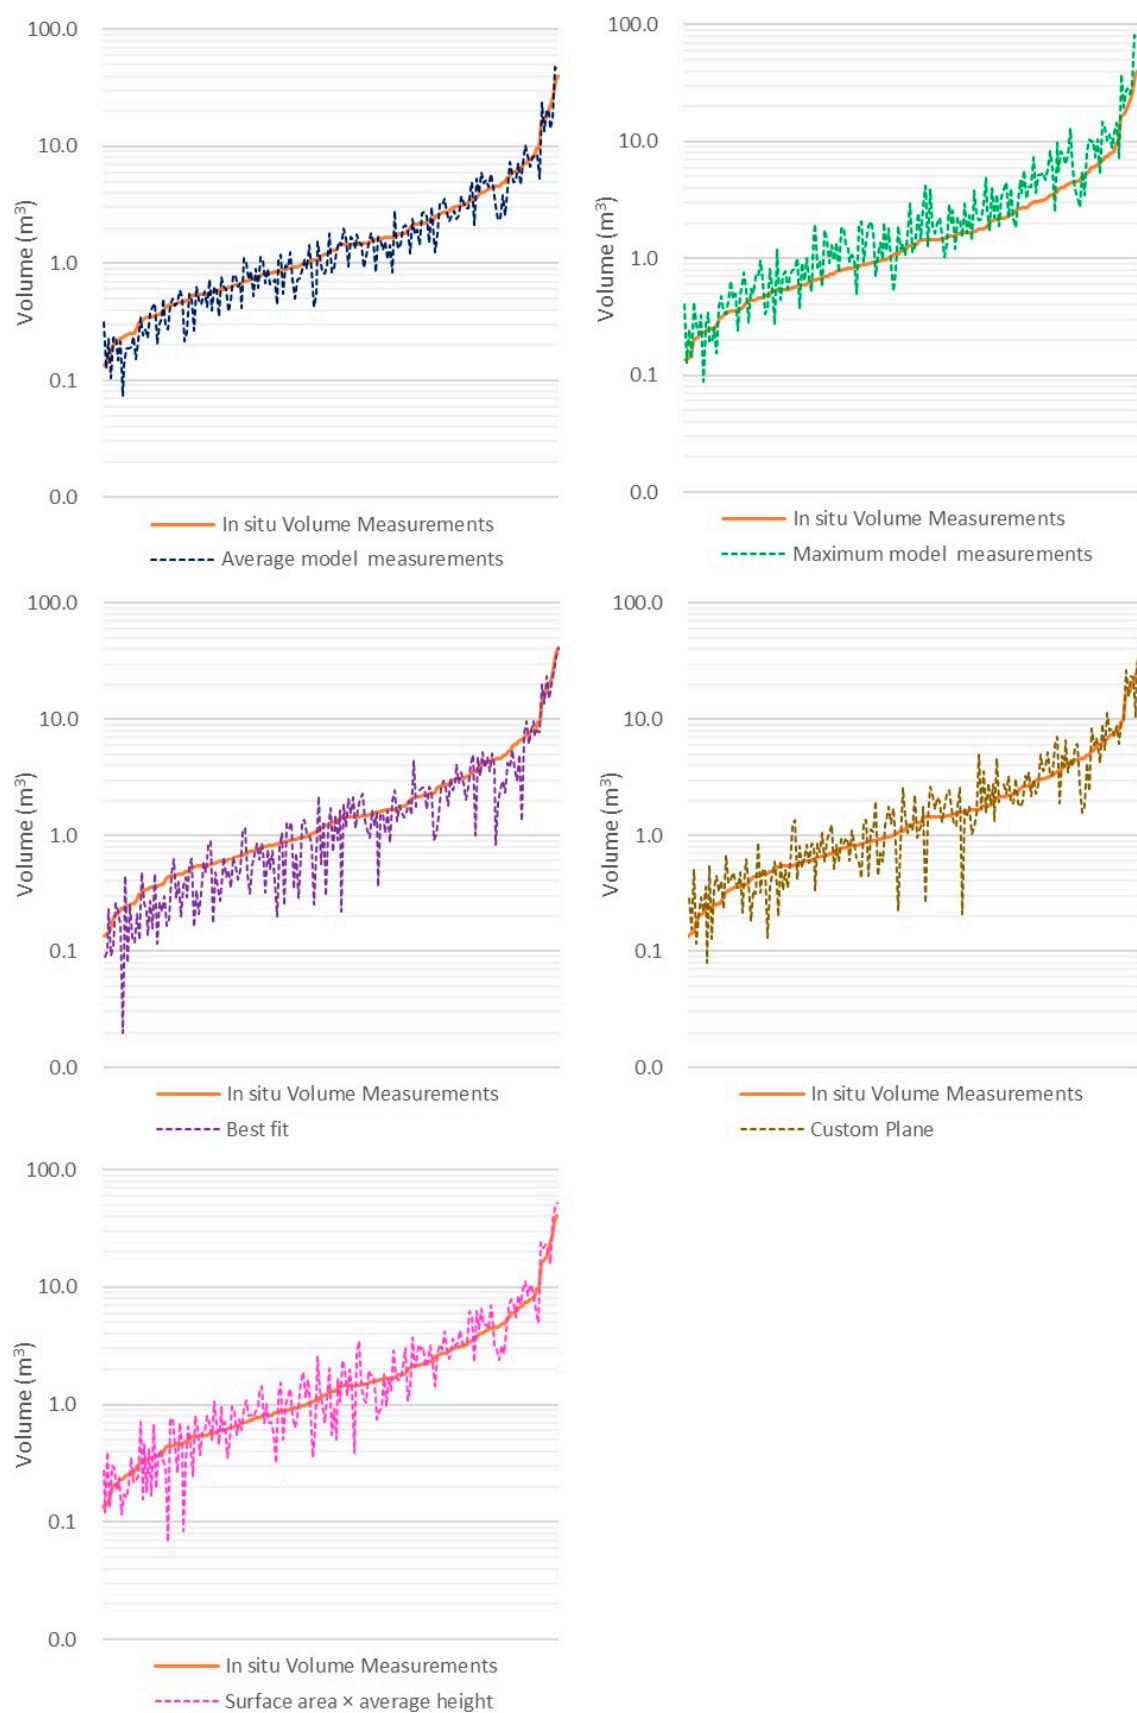 100.0
10.0
1.0
0.1
0.0
Volume (m³)
In situ Volume Measurements
Average model measurements
100.0
10.0
1.0
0.1
0.0
Volume (m³)
In situ Volume Measurements
Maximum model measurements
100.0
10.0
1.0
0.1
0.0
Volume (m³)
In situ Volume Measurements
Best fit
100.0
10.0
1.0
0.1
0.0
Volume (m³)
In situ Volume Measurements
Custom Plane
100.0
10.0
1.0
0.1
0.0
Volume (m³)
In situ Volume Measurements
Surface area × average height